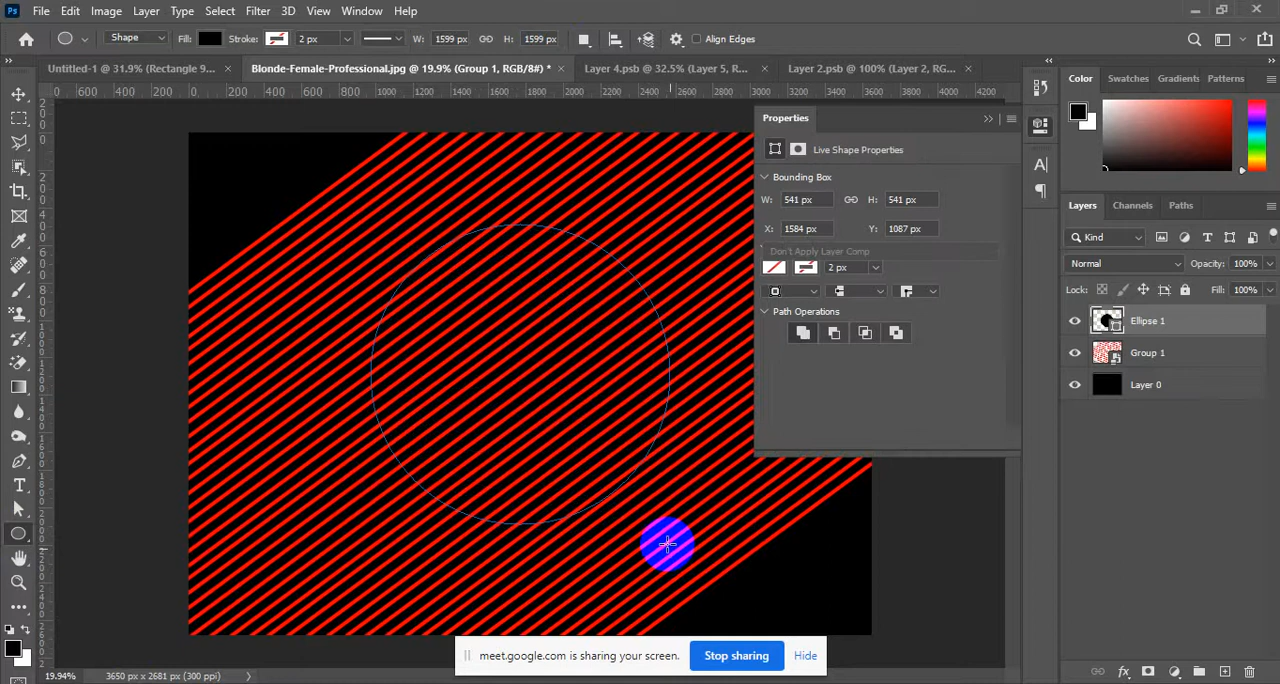 Ps File Edit Image Layer Type Select Filter 3D View Window Help
Shape Fill: Stroke: 2 px W: 1599 px H: 1599 px Align Edges
Untitled-1 @ 31.9% (Rectangle 9... × Blonde-Female-Professional.jpg @ 19.9% (Group 1, RGB/8#) * × Layer 4.psb @ 32.5% (Layer 5, R... × Layer 2.psb @ 100% (Layer 2, RG... ×
Color Swatches Gradients Patterns
Properties
Live Shape Properties
Bounding Box
W: 541 px H: 541 px
X: 1584 px Y: 1087 px
Don't Apply Layer Comp
2 px
Path Operations
Layers Channels Paths
Kind
Normal Opacity: 100%
Lock: Fill: 100%
Ellipse 1
Group 1
Layer 0
meet.google.com is sharing your screen. Stop sharing Hide
19.94% 3650 px x 2681 px (300 ppi)